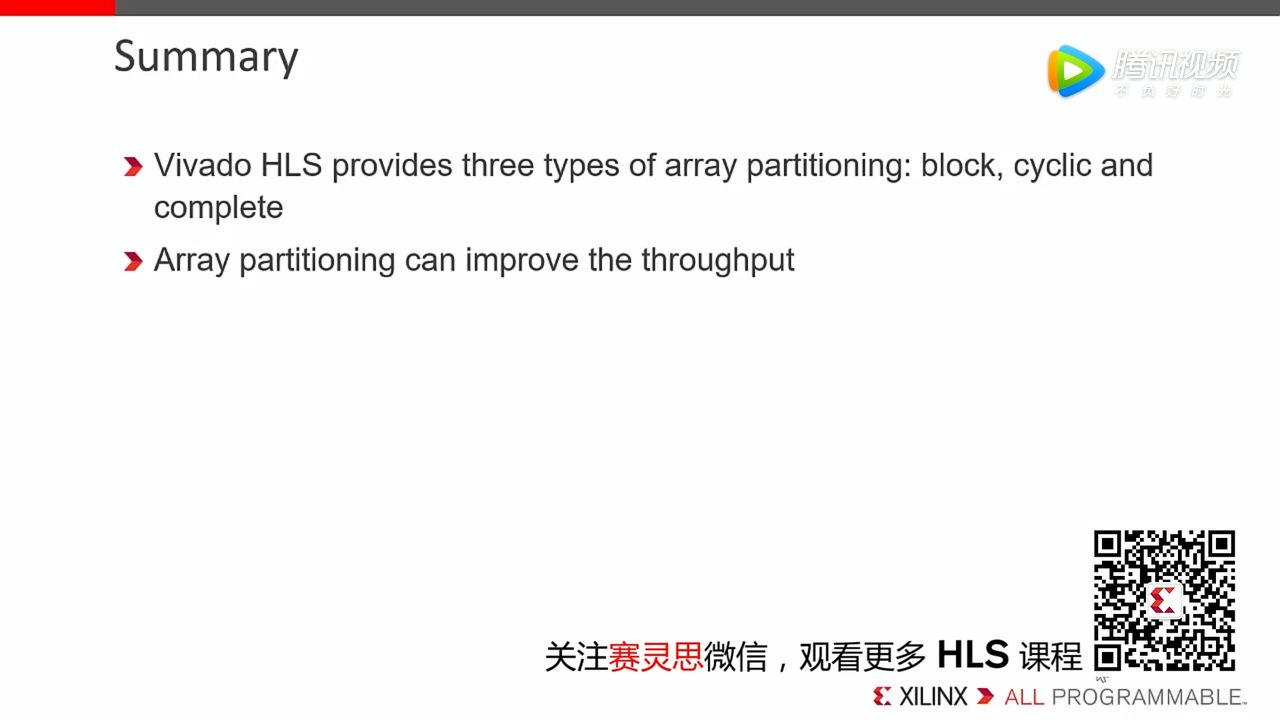 Summary
腾讯视频
不负好时光
Vivado HLS provides three types of array partitioning: block, cyclic and
complete
Array partitioning can improve the throughput
关注赛灵思微信，观看更多 HLS 课程
XILINX ALL PROGRAMMABLE™